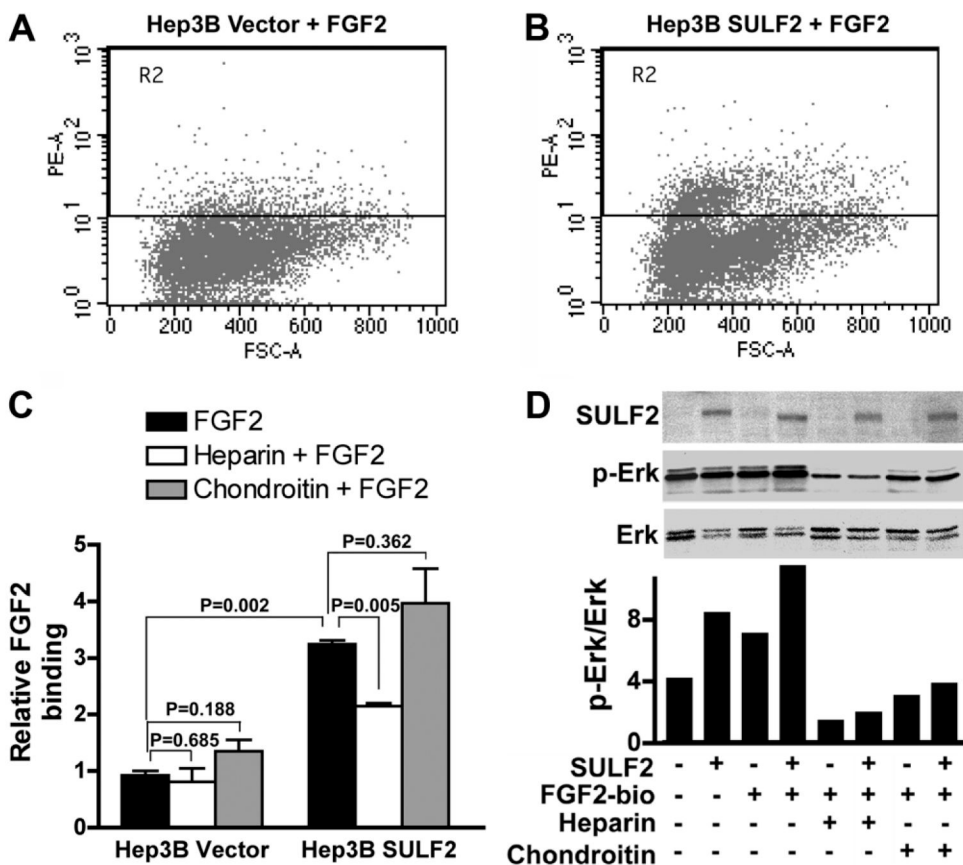 A
Hep3B Vector + FGF2
R2
PE-A
10^3
10^2
10^1
10^0
0 200 400 600 800 1000
FSC-A
B
Hep3B SULF2 + FGF2
R2
PE-A
10^3
10^2
10^1
10^0
0 200 400 600 800 1000
FSC-A
C
FGF2
Heparin + FGF2
Chondroitin + FGF2
Relative FGF2
binding
5
4
3
2
1
0
P=0.362
P=0.002
P=0.005
P=0.188
P=0.685
Hep3B Vector Hep3B SULF2
D
SULF2
p-Erk
Erk
p-Erk/Erk
8
4
0
SULF2 - + - + - + - +
FGF2-bio - - + + + + + +
Heparin - - - - + + - -
Chondroitin - - - - - - + +